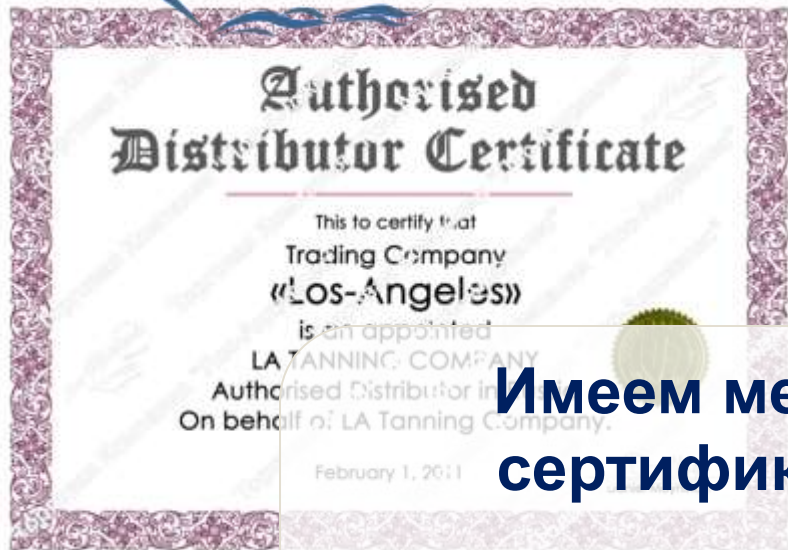 Authorised
Distributor Certificate
This to certify that
Trading Company
«Los-Angeles»
is an appointed
LA TANNING COMPANY
Authorised Distributor in
On behalf of LA Tanning Company.
February 1, 2011
Имеем ме
сертифик